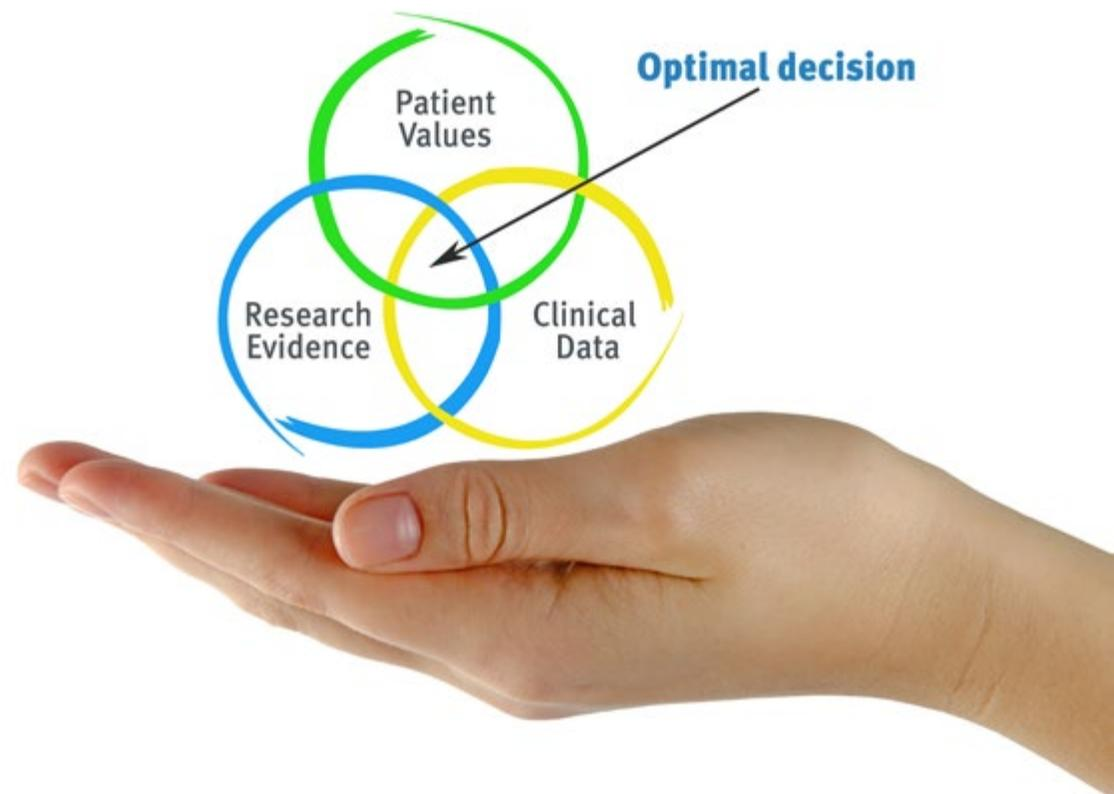 Optimal decision
Patient
Values
Research
Evidence
Clinical
Data